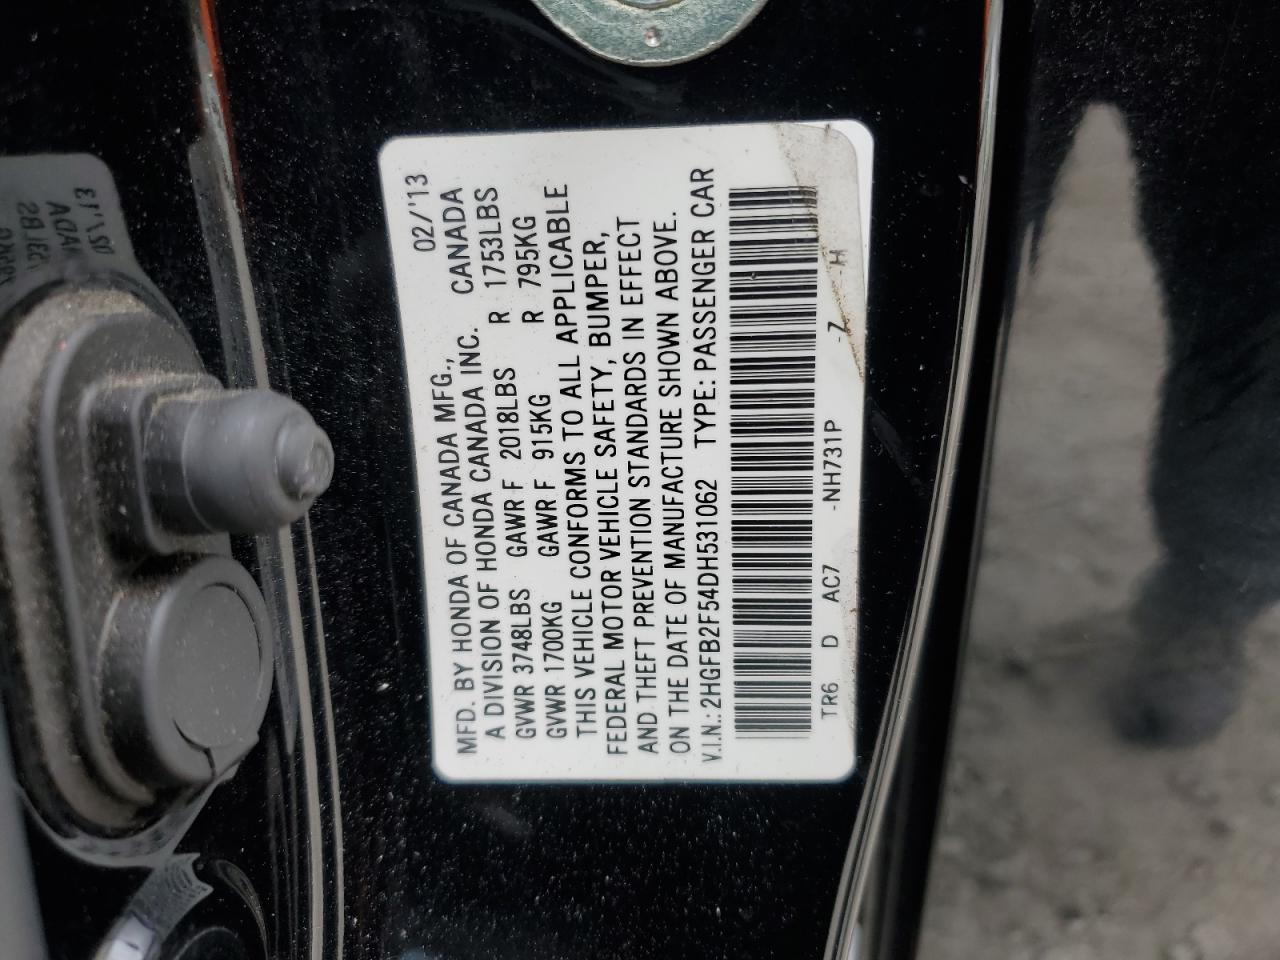 02/'13
MFD. BY HONDA OF CANADA MFG., CANADA
A DIVISION OF HONDA CANADA INC.
GVWR 3748LBS GAWR F 2018LBS R 1753LBS
GVWR 1700KG GAWR F 915KG R 795KG
THIS VEHICLE CONFORMS TO ALL APPLICABLE
FEDERAL MOTOR VEHICLE SAFETY, BUMPER,
AND THEFT PREVENTION STANDARDS IN EFFECT
ON THE DATE OF MANUFACTURE SHOWN ABOVE.
V.I.N.: 2HGFB2F54DH531062 TYPE: PASSENGER CAR
TR6 D AC7 -NH731P -Z -H